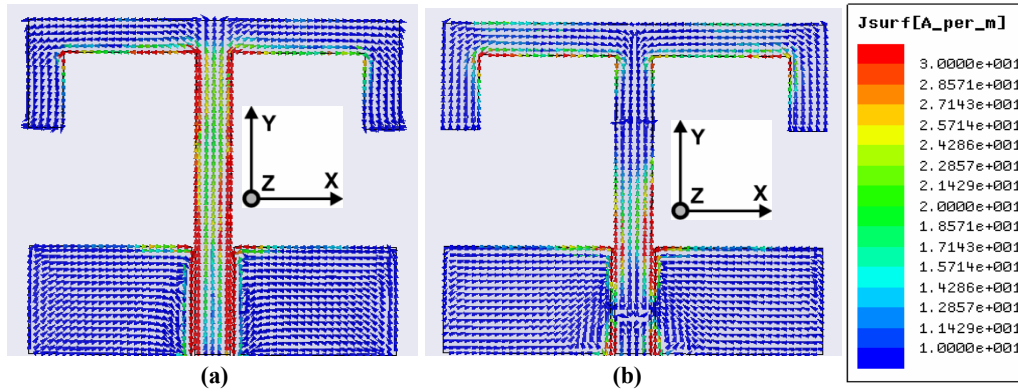 Jsurf[A_per_m]
3.0000e+001
2.8571e+001
2.7143e+001
2.5714e+001
2.4286e+001
2.2857e+001
2.1429e+001
2.0000e+001
1.8571e+001
1.7143e+001
1.5714e+001
1.4286e+001
1.2857e+001
1.1429e+001
1.0000e+001
Y
Z X
Y
Z X
(a) (b)